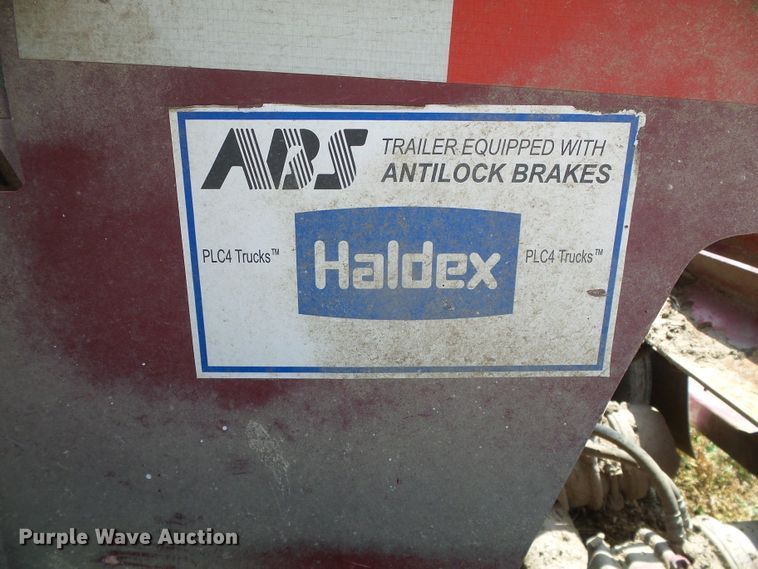 ABS TRAILER EQUIPPED WITH
ANTILOCK BRAKES
PLC4 Trucks™ Haldex PLC4 Trucks™
Purple Wave Auction